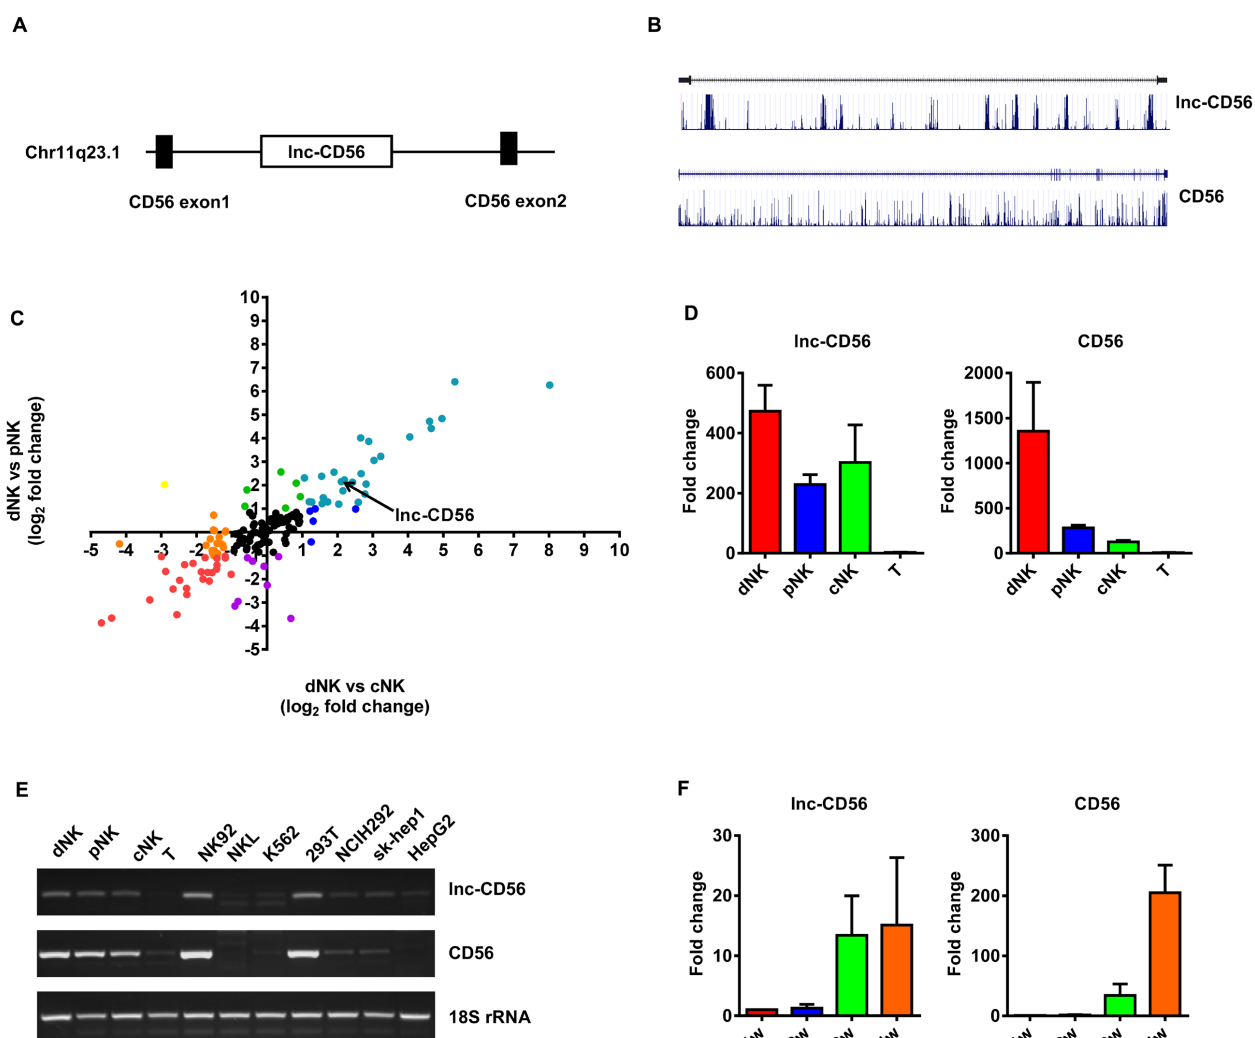 A
Chr11q23.1
lnc-CD56
CD56 exon1
CD56 exon2
B
lnc-CD56
CD56
C
dNK vs pNK
(log2 fold change)
10
9
8
7
6
5
4
3
2
1
-5 -4 -3 -2 -1 1 2 3 4 5 6 7 8 9 10
-2
-3
-4
-5
lnc-CD56
dNK vs cNK
(log2 fold change)
D
lnc-CD56
Fold change
600
400
200
0
dNK pNK cNK T
CD56
Fold change
2000
1500
1000
500
0
dNK pNK cNK T
E
dNK pNK cNK T NK92 NKL K562 293T NCIH292 sk-hep1 HepG2
lnc-CD56
CD56
18S rRNA
F
lnc-CD56
Fold change
30
20
10
0
CD56
Fold change
300
200
100
0